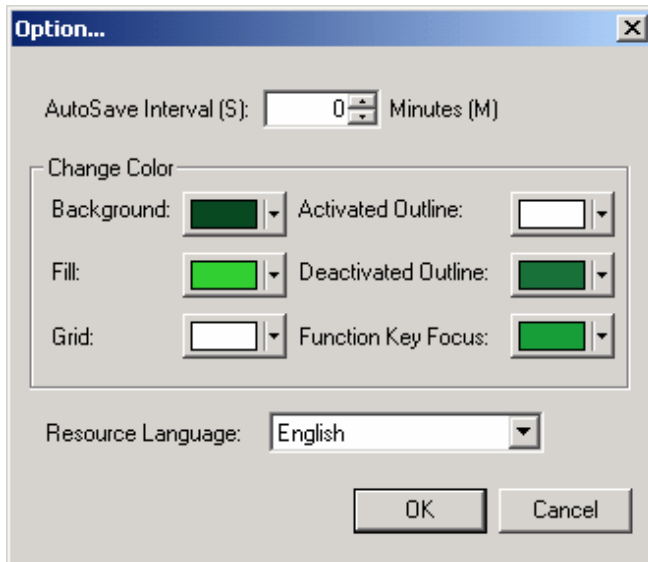 Option...
AutoSave Interval (S): 0 Minutes (M)
Change Color
Background: Activated Outline:
Fill: Deactivated Outline:
Grid: Function Key Focus:
Resource Language: English
OK Cancel